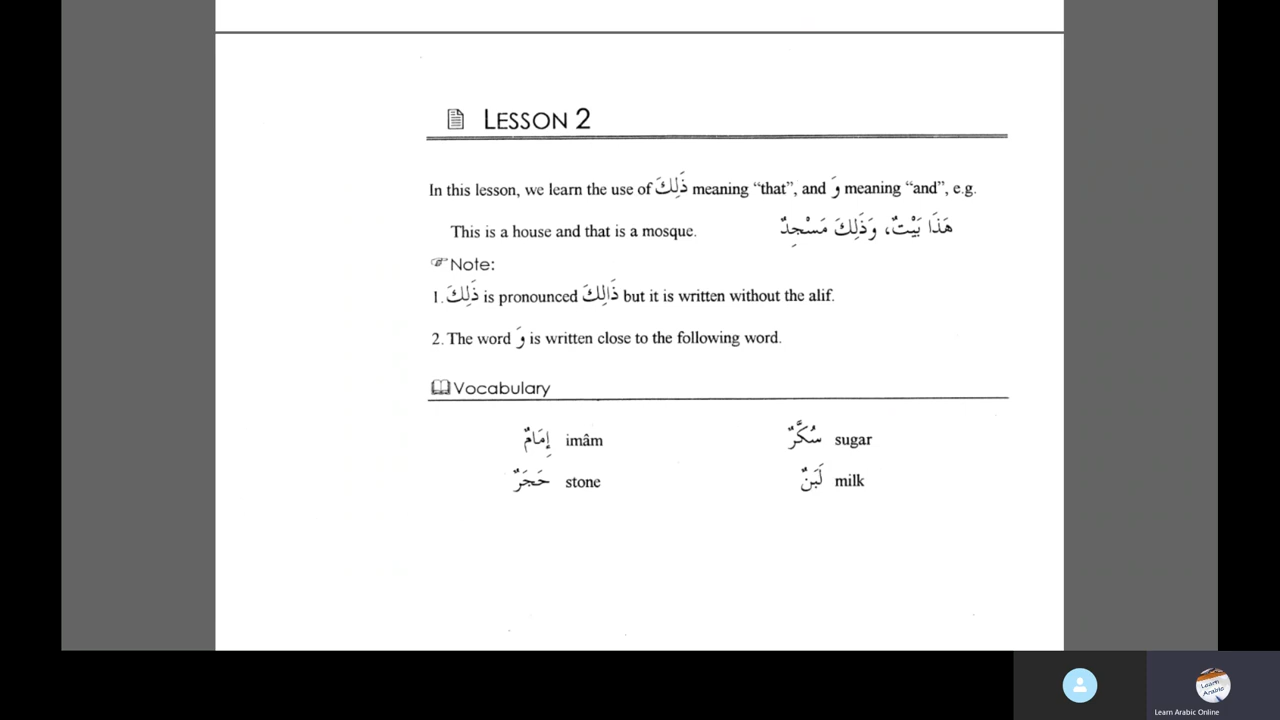 LESSON 2
In this lesson, we learn the use of ذَلِكَ meaning “that”, and وَ meaning “and”, e.g.
This is a house and that is a mosque. هَذَا بَيْتٌ، وَذَلِكَ مَسْجِدٌ
Note:
1. ذَلِكَ is pronounced ذَالِكَ but it is written without the alif.
2. The word وَ is written close to the following word.
Vocabulary
إِمَامٌ imâm سُكَّرٌ sugar
حَجَرٌ stone لَبَنٌ milk
Learn Arabic
Learn Arabic Online